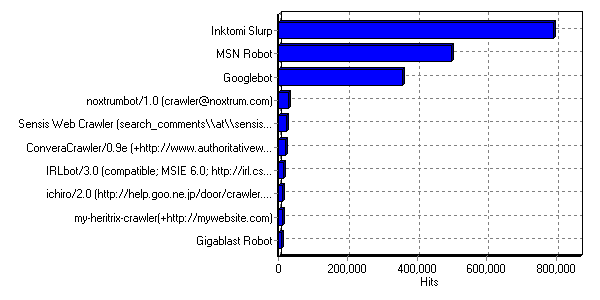 Inktomi Slurp
MSN Robot
Googlebot
noxtrumbot/1.0 (crawler@noxtrum.com)
Sensis Web Crawler (search_comments\\at\\sensis...
ConveraCrawler/0.9e (+http://www.authoritativew...
IRLbot/3.0 (compatible; MSIE 6.0; http://irl.cs...
ichiro/2.0 (http://help.goo.ne.jp/door/crawler....
my-heritrix-crawler(+http://mywebsite.com)
Gigablast Robot
0 200,000 400,000 600,000 800,000
Hits